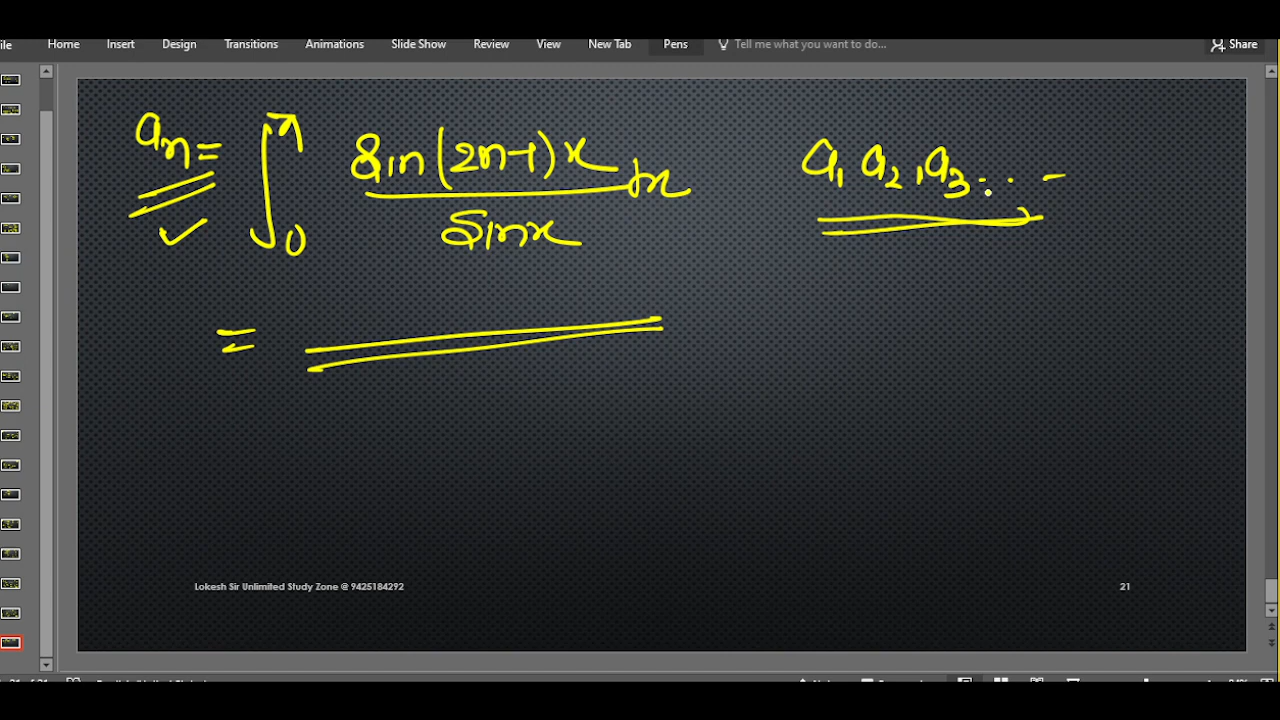 File Home Insert Design Transitions Animations Slide Show Review View New Tab Pens Tell me what you want to do... Share
aₙ = ∫₀^π sin(2n-1)x / sinx dx
a₁ a₂, a₃ ... -
=
Lokesh Sir Unlimited Study Zone @ 9425184292
21